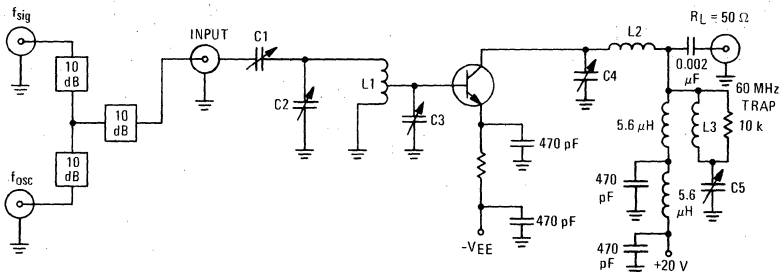 fsig
10
dB
10
dB
10
dB
fosc
INPUT
C1
C2
L1
C3
470 pF
470 pF
-VEE
C4
L2
RL = 50 Ω
0.002
μF
60 MHz
TRAP
10 k
5.6 μH
L3
C5
470
pF
5.6
μH
470
pF
+20 V